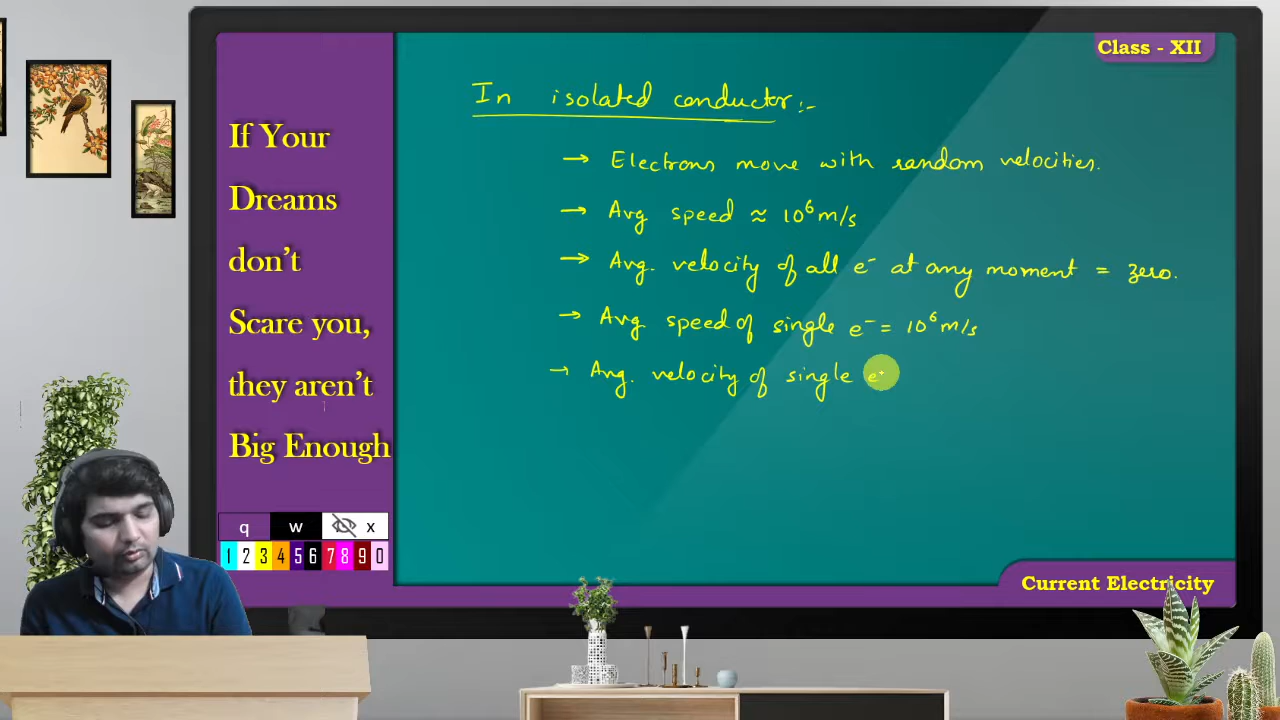 Class - XII
If Your
Dreams
don't
Scare you,
they aren't
Big Enough
In isolated conductor :-
→ Electrons move with random velocities.
→ Avg speed ≈ 10⁶ m/s
→ Avg. velocity of all e⁻ at any moment = zero.
→ Avg speed of single e⁻ = 10⁶ m/s
→ Avg. velocity of single e⁻
q w x
1 2 3 4 5 6 7 8 9 0
Current Electricity